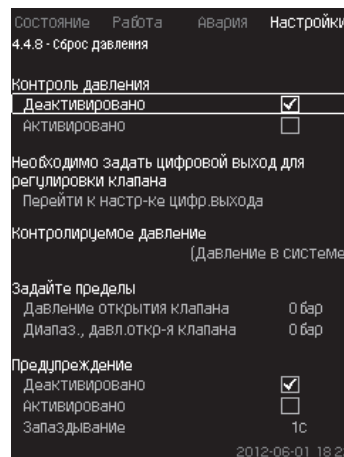 Состояние Работа Авария Настройки
4.4.8 - Сброс давления
Контроль давления
Деактивировано
Активировано
Необходимо задать цифровой выход для
регулировки клапана
Перейти к настр-ке цифр.выхода
Контролируемое давление
(Давление в системе
Задайте пределы
Давление открытия клапана 0 бар
Диапаз., давл.откр-я клапана 0 бар
Предупреждение
Деактивировано
Активировано
Запаздывание 1с
2012-06-01 18:2